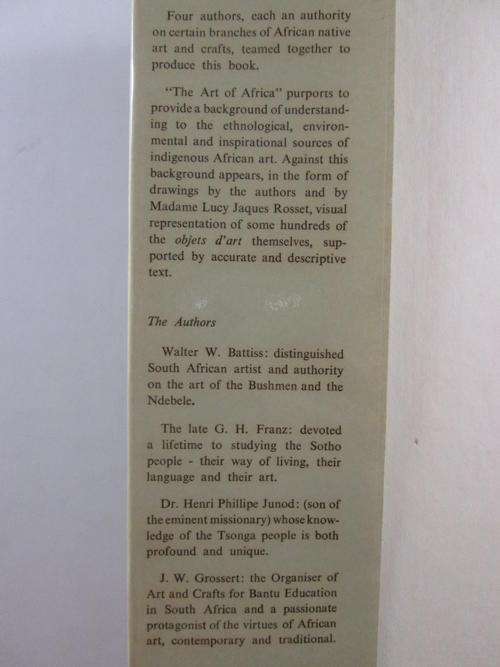 Four authors, each an authority
on certain branches of African native
art and crafts, teamed together to
produce this book.
"The Art of Africa" purports to
provide a background of understand-
ing to the ethnological, environ-
mental and inspirational sources of
indigenous African art. Against this
background appears, in the form of
drawings by the authors and by
Madame Lucy Jaques Rosset, visual
representation of some hundreds of
the objets d'art themselves, sup-
ported by accurate and descriptive
text.
The Authors
Walter W. Battiss: distinguished
South African artist and authority
on the art of the Bushmen and the
Ndebele.
The late G. H. Franz: devoted
a lifetime to studying the Sotho
people - their way of living, their
language and their art.
Dr. Henri Phillipe Junod: (son of
the eminent missionary) whose know-
ledge of the Tsonga people is both
profound and unique.
J. W. Grossert: the Organiser of
Art and Crafts for Bantu Education
in South Africa and a passionate
protagonist of the virtues of African
art, contemporary and traditional.